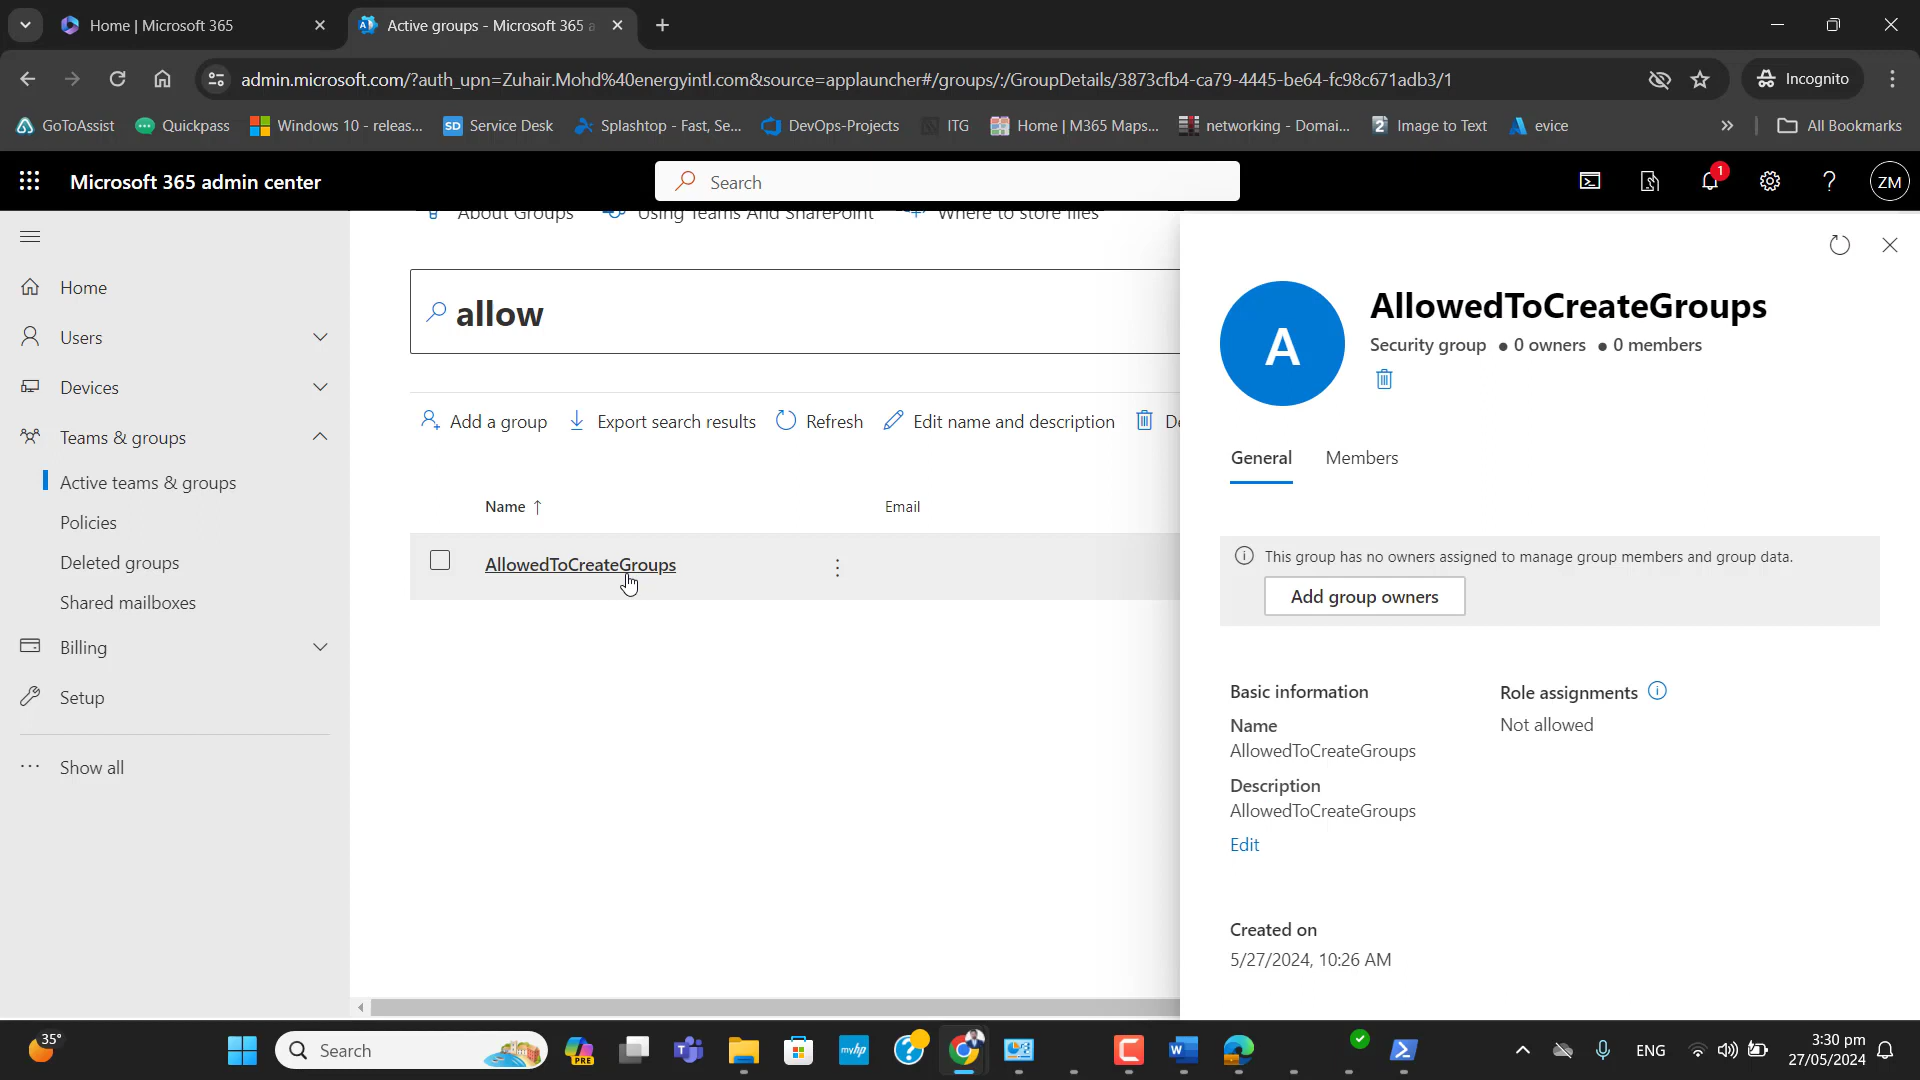 Home | Microsoft 365
Active groups - Microsoft 365 a
admin.microsoft.com/?auth_upn=Zuhair.Mohd%40energyintl.com&source=applauncher#/groups/:/GroupDetails/3873cfb4-ca79-4445-be64-fc98c671adb3/1
Incognito
GoToAssist
Quickpass
Windows 10 - releas...
SD
Service Desk
Splashtop - Fast, Se...
DevOps-Projects
ITG
Home | M365 Maps...
networking - Domai...
2
Image to Text
evice
All Bookmarks
Microsoft 365 admin center
Search
1
ZM
Home
Users
Devices
Teams & groups
Active teams & groups
Policies
Deleted groups
Shared mailboxes
Billing
Setup
Show all
About Groups
Using Teams And SharePoint
Where to store files
allow
Add a group
Export search results
Refresh
Edit name and description
De
Name ↑
Email
AllowedToCreateGroups
A
AllowedToCreateGroups
Security group ● 0 owners ● 0 members
General
Members
This group has no owners assigned to manage group members and group data.
Add group owners
Basic information
Name
AllowedToCreateGroups
Description
AllowedToCreateGroups
Edit
Role assignments
Not allowed
Created on
5/27/2024, 10:26 AM
35°
Search
PRE
myhp
ENG
3:30 pm
27/05/2024